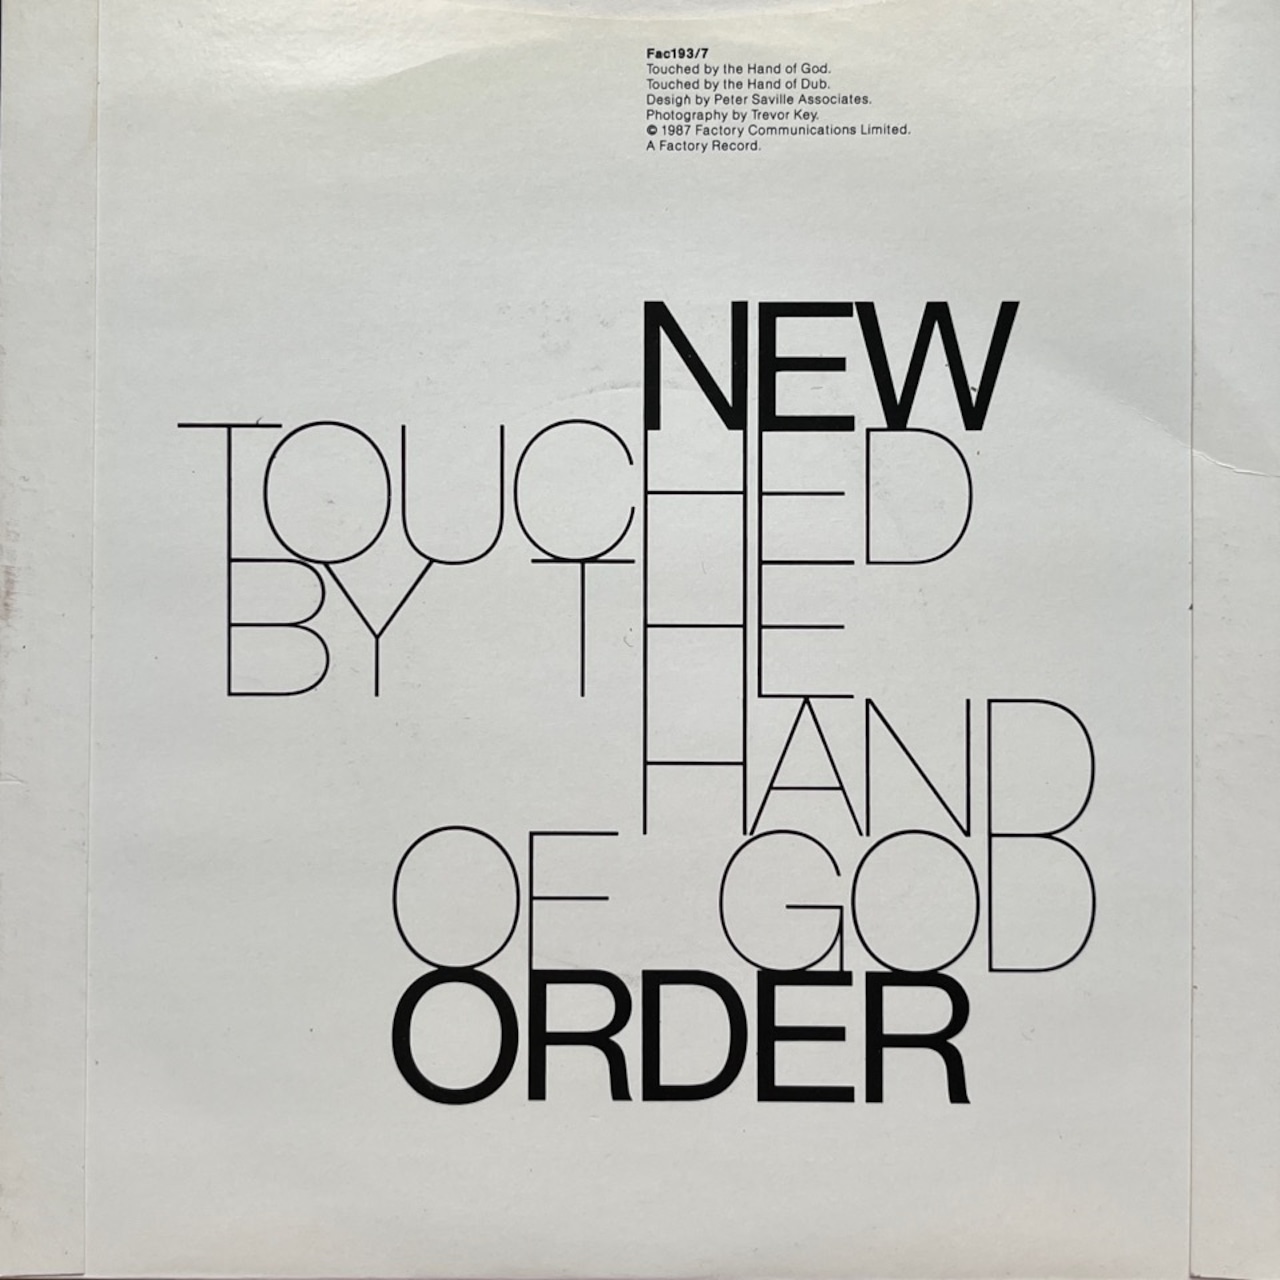 Fac193/7
Touched by the Hand of God.
Touched by the Hand of Dub.
Design by Peter Saville Associates.
Photography by Trevor Key.
© 1987 Factory Communications Limited.
A Factory Record.
NEW
TOUCHED
BY THE
HAND
OF GOD
ORDER